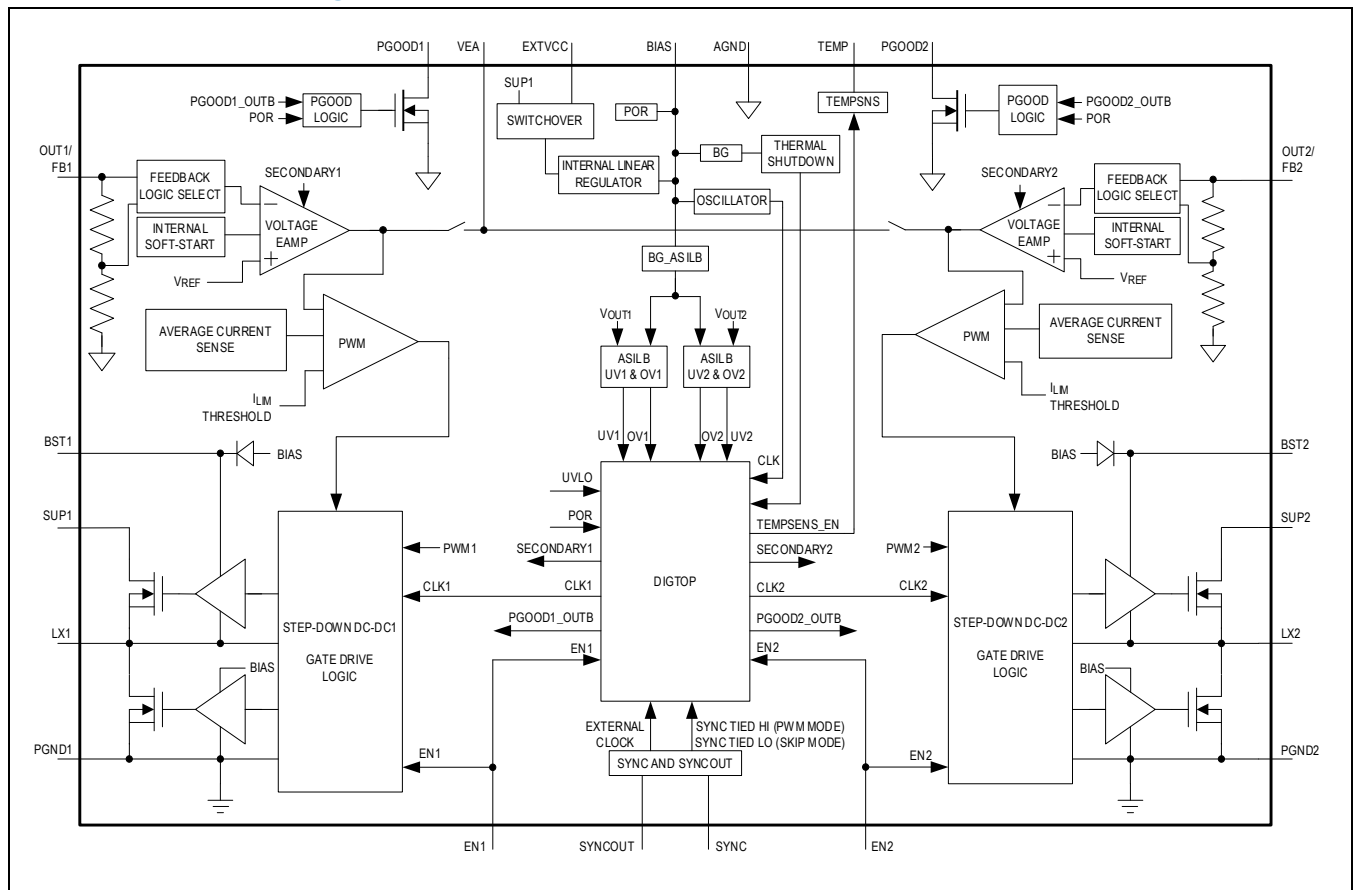 PGOOD1
VEA
EXTVCC
BIAS
AGND
TEMP
PGOOD2
SUP1
PGOOD1_OUTB
POR
PGOOD
LOGIC
SWITCHOVER
POR
TEMPSNS
PGOOD
LOGIC
PGOOD2_OUTB
POR
OUT1/
FB1
FEEDBACK
LOGIC SELECT
SECONDARY1
INTERNAL LINEAR
REGULATOR
BG
THERMAL
SHUTDOWN
OSCILLATOR
SECONDARY2
FEEDBACK
LOGIC SELECT
OUT2/
FB2
INTERNAL
SOFT-START
–
VOLTAGE
EAMP
+
VREF
BG_ASILB
–
VOLTAGE
EAMP
+
INTERNAL
SOFT-START
VREF
AVERAGE CURRENT
SENSE
PWM
ILIM
THRESHOLD
VOUT1
VOUT2
ASILB
UV1 & OV1
ASILB
UV2 & OV2
PWM
AVERAGE CURRENT
SENSE
ILIM
THRESHOLD
UV1
OV1
OV2
UV2
BST1
BIAS
CLK
BIAS
BST2
UVLO
POR
SUP1
TEMPSENS_EN
SUP2
PWM1
SECONDARY1
SECONDARY2
PWM2
DIGTOP
CLK1
CLK1
CLK2
CLK2
STEP-DOWN DC-DC1
GATE DRIVE
LOGIC
PGOOD1_OUTB
PGOOD2_OUTB
STEP-DOWN DC-DC2
GATE DRIVE
LOGIC
LX1
LX2
EN1
EN2
BIAS
BIAS
EXTERNAL
CLOCK
SYNC TIED HI (PWM MODE)
SYNC TIED LO (SKIP MODE)
PGND1
EN1
SYNC AND SYNCOUT
EN2
PGND2
EN1
SYNCOUT
SYNC
EN2